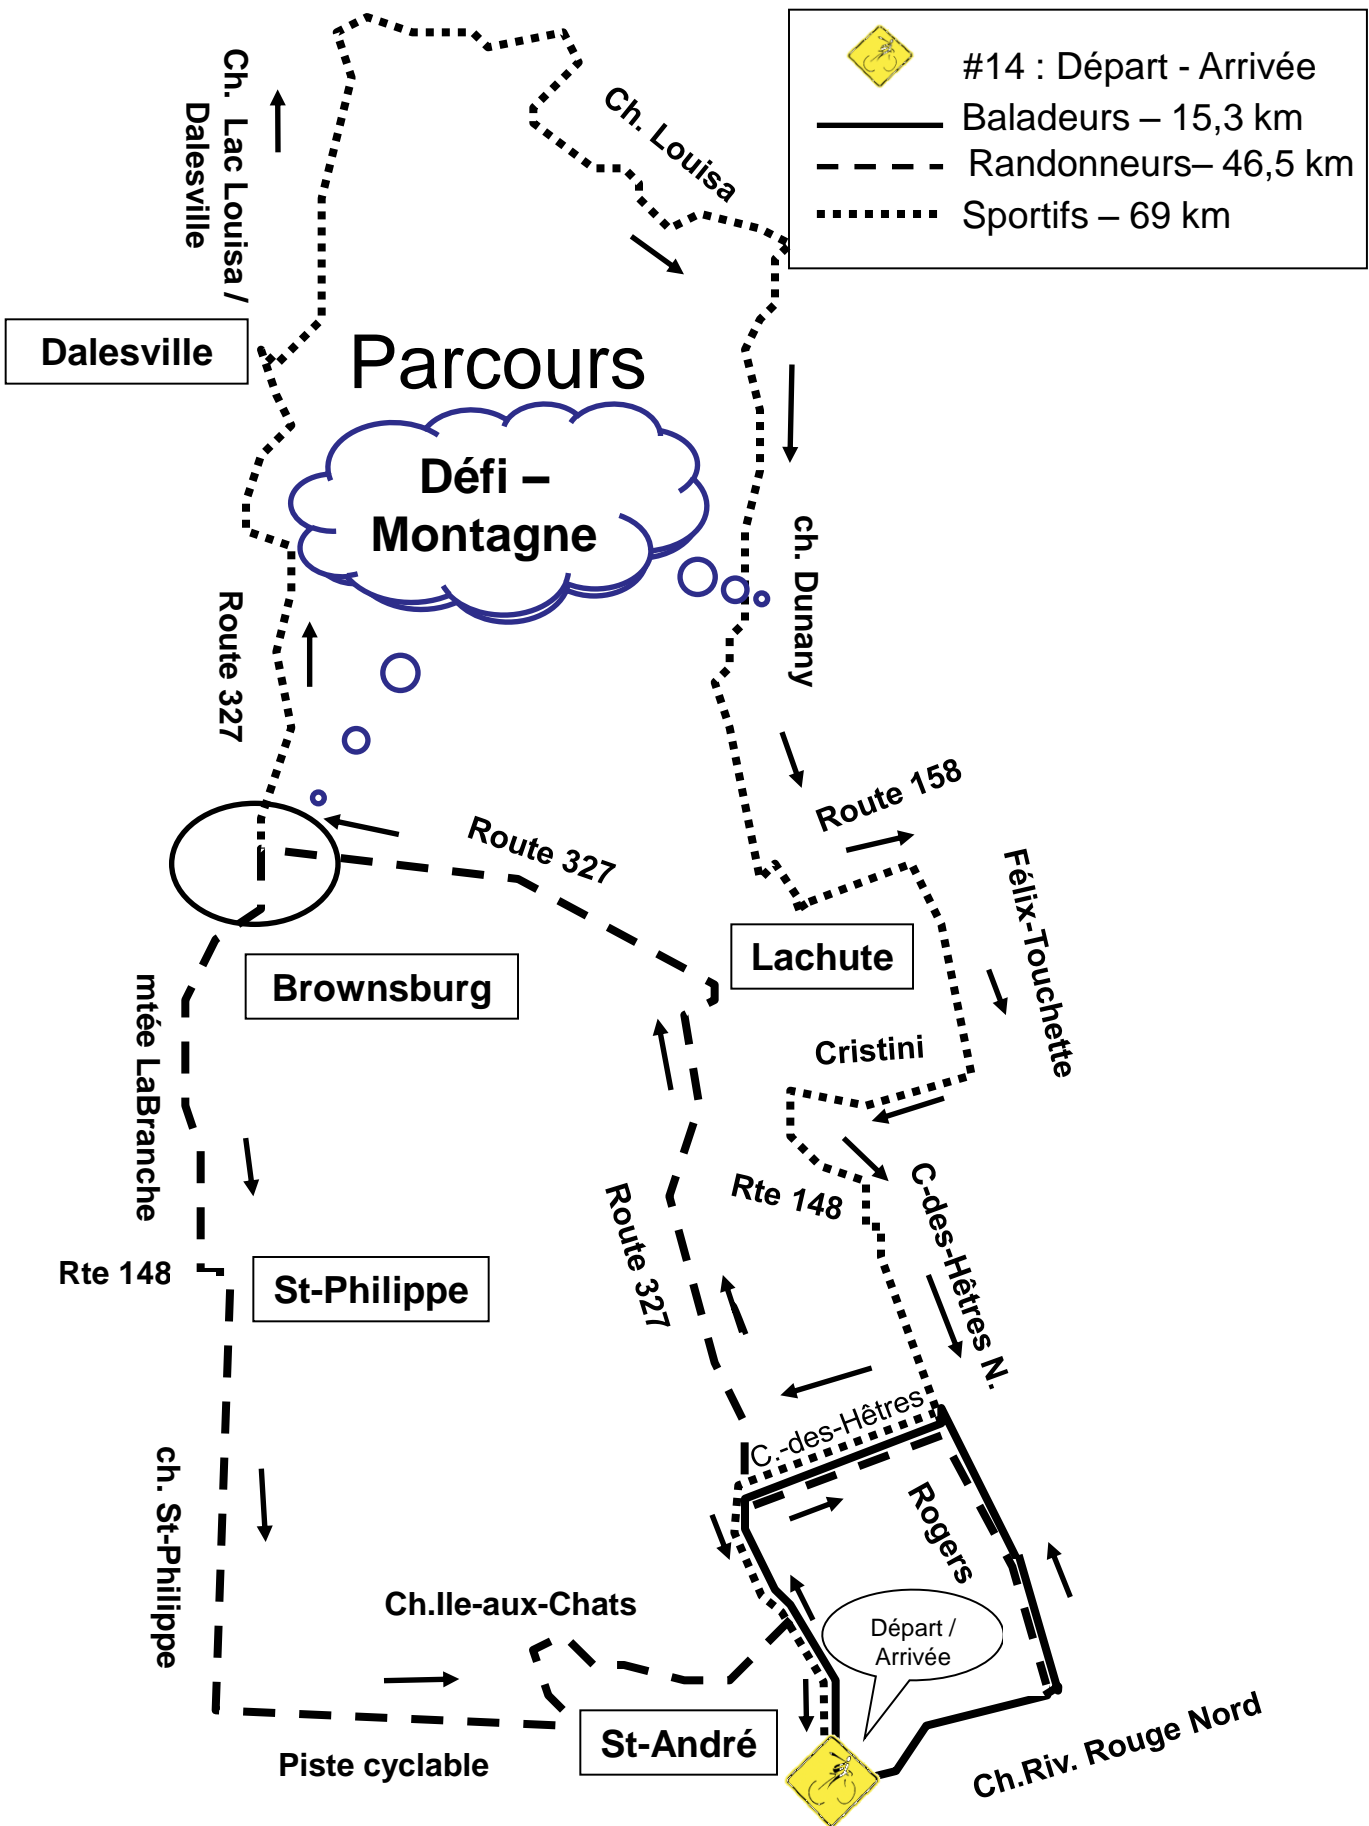 #14 : Départ - Arrivée
Baladeurs – 15,3 km
Randonneurs– 46,5 km
Sportifs – 69 km
Ch. Lac Louisa /
Dalesville
Ch. Louisa
Dalesville
Parcours
Défi –
Montagne
ch. Dunany
Route 327
Route 158
Route 327
Félix-Touchette
Lachute
Brownsburg
mtée LaBranche
Cristini
Rte 148
C-des-Hêtres N.
Route 327
Rte 148
St-Philippe
C.-des-Hêtres
ch. St-Philippe
Rogers
Ch.Ile-aux-Chats
Départ /
Arrivée
St-André
Piste cyclable
Ch.Riv. Rouge Nord